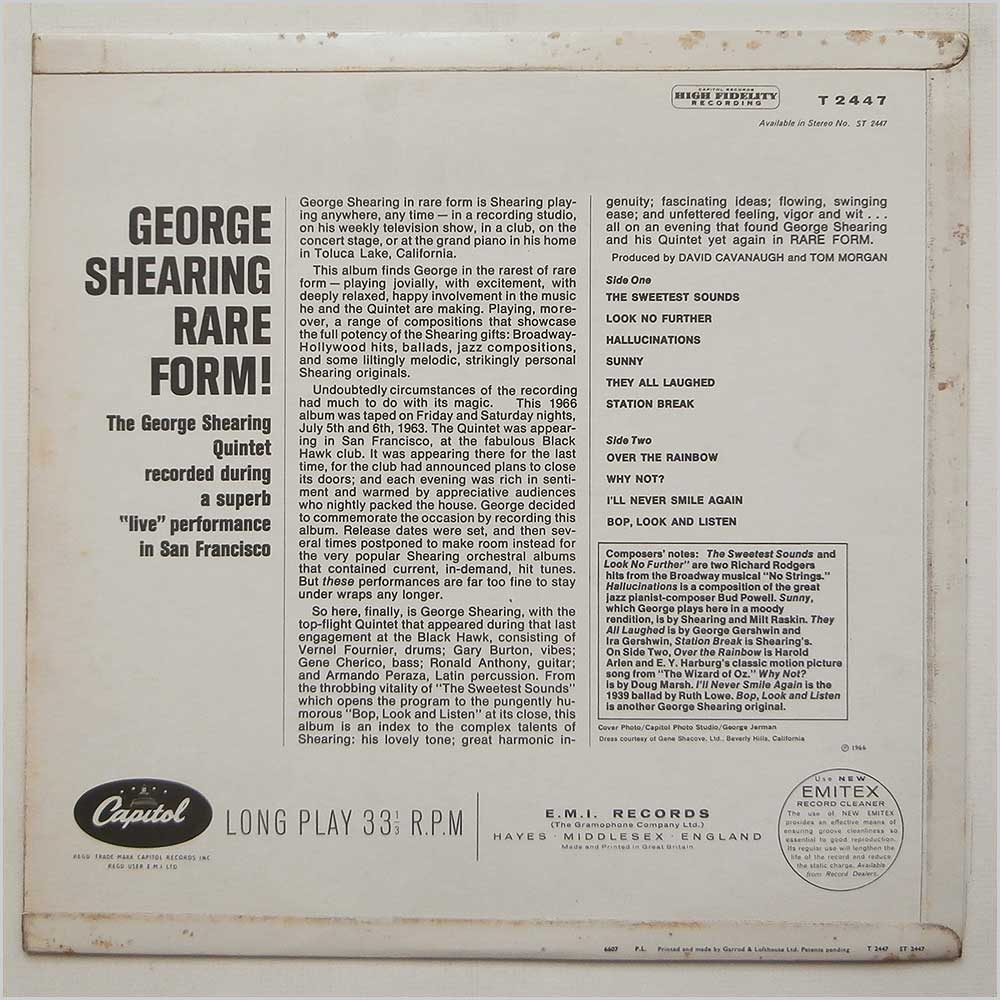 CAPITOL RECORDS
HIGH FIDELITY
RECORDING
T 2447
Available in Stereo No. ST 2447
GEORGE
SHEARING
RARE
FORM!
The George Shearing
Quintet
recorded during
a superb
"live" performance
in San Francisco
George Shearing in rare form is Shearing play-
ing anywhere, any time — in a recording studio,
on his weekly television show, in a club, on the
concert stage, or at the grand piano in his home
in Toluca Lake, California.
This album finds George in the rarest of rare
form — playing jovially, with excitement, with
deeply relaxed, happy involvement in the music
he and the Quintet are making. Playing, more-
over, a range of compositions that showcase
the full potency of the Shearing gifts: Broadway-
Hollywood hits, ballads, jazz compositions,
and some liltingly melodic, strikingly personal
Shearing originals.
Undoubtedly circumstances of the recording
had much to do with its magic. This 1966
album was taped on Friday and Saturday nights,
July 5th and 6th, 1963. The Quintet was appear-
ing in San Francisco, at the fabulous Black
Hawk club. It was appearing there for the last
time, for the club had announced plans to close
its doors; and each evening was rich in senti-
ment and warmed by appreciative audiences
who nightly packed the house. George decided
to commemorate the occasion by recording this
album. Release dates were set, and then sev-
eral times postponed to make room instead for
the very popular Shearing orchestral albums
that contained current, in-demand, hit tunes.
But these performances are far too fine to stay
under wraps any longer.
So here, finally, is George Shearing, with the
top-flight Quintet that appeared during that last
engagement at the Black Hawk, consisting of
Vernel Fournier, drums; Gary Burton, vibes;
Gene Cherico, bass; Ronald Anthony, guitar;
and Armando Peraza, Latin percussion. From
the throbbing vitality of "The Sweetest Sounds"
which opens the program to the pungently hu-
morous "Bop, Look and Listen" at its close, this
album is an index to the complex talents of
Shearing: his lovely tone; great harmonic in-
genuity; fascinating ideas; flowing, swinging
ease; and unfettered feeling, vigor and wit . . .
all on an evening that found George Shearing
and his Quintet yet again in RARE FORM.
Produced by DAVID CAVANAUGH and TOM MORGAN
Side One
THE SWEETEST SOUNDS
LOOK NO FURTHER
HALLUCINATIONS
SUNNY
THEY ALL LAUGHED
STATION BREAK
Side Two
OVER THE RAINBOW
WHY NOT?
I'LL NEVER SMILE AGAIN
BOP, LOOK AND LISTEN
Composers' notes: The Sweetest Sounds and
Look No Further" are two Richard Rodgers
hits from the Broadway musical "No Strings."
Hallucinations is a composition of the great
jazz pianist-composer Bud Powell. Sunny,
which George plays here in a moody
rendition, is by Shearing and Milt Raskin. They
All Laughed is by George Gershwin and
Ira Gershwin, Station Break is Shearing's.
On Side Two, Over the Rainbow is Harold
Arlen and E. Y. Harburg's classic motion picture
song from "The Wizard of Oz." Why Not?
is by Doug Marsh. I'll Never Smile Again is the
1939 ballad by Ruth Lowe. Bop, Look and Listen
is another George Shearing original.
Cover Photo/Capitol Photo Studio/George Jerman
Dress courtesy of Gene Shacove, Ltd., Beverly Hills, California
℗ 1966
Capitol
REGD TRADE MARK CAPITOL RECORDS INC
REGD USER E.M.I LTD.
LONG PLAY 33⅓ R.P.M
E.M.I. RECORDS
(The Gramophone Company Ltd.)
HAYES · MIDDLESEX · ENGLAND
Made and Printed in Great Britain
Use NEW
EMITEX
RECORD CLEANER
The use of NEW EMITEX
provides an effective means of
ensuring groove cleanliness so
essential to good reproduction.
Its regular use will lengthen the
life of the record and reduce
the static charge. Available
from Record Dealers.
6607 P.L. Printed and made by Garrod & Lofthouse Ltd. Patents pending T 2447 ST 2447